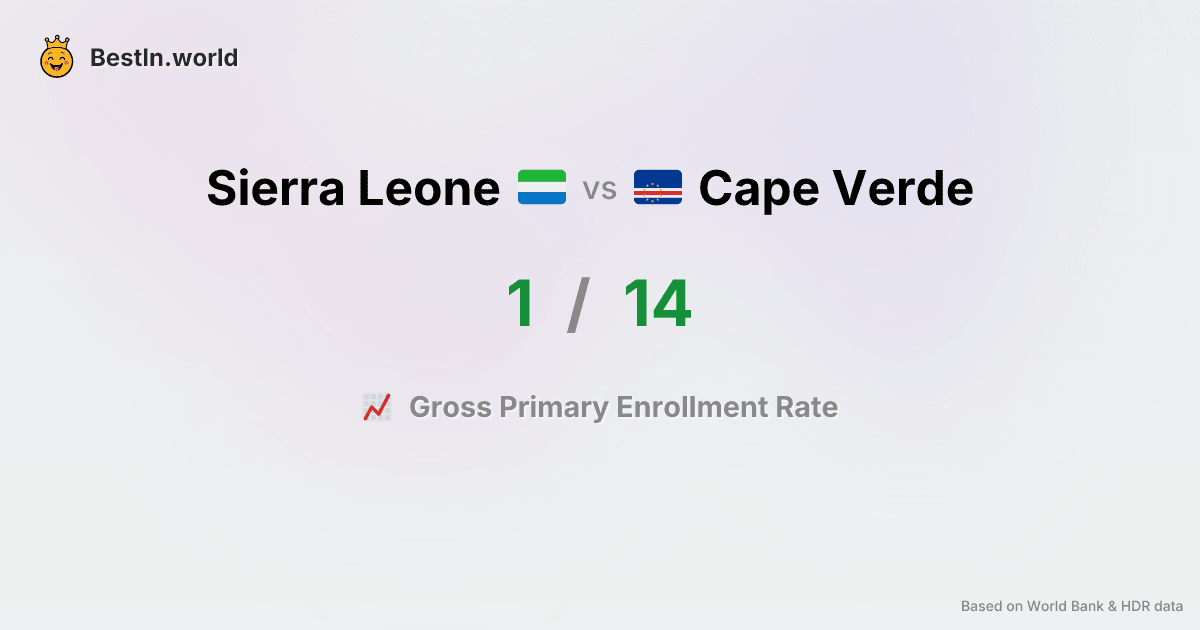 BestIn.world
Sierra Leone vs Cape Verde
1 / 14
Gross Primary Enrollment Rate
Based on World Bank & HDR data